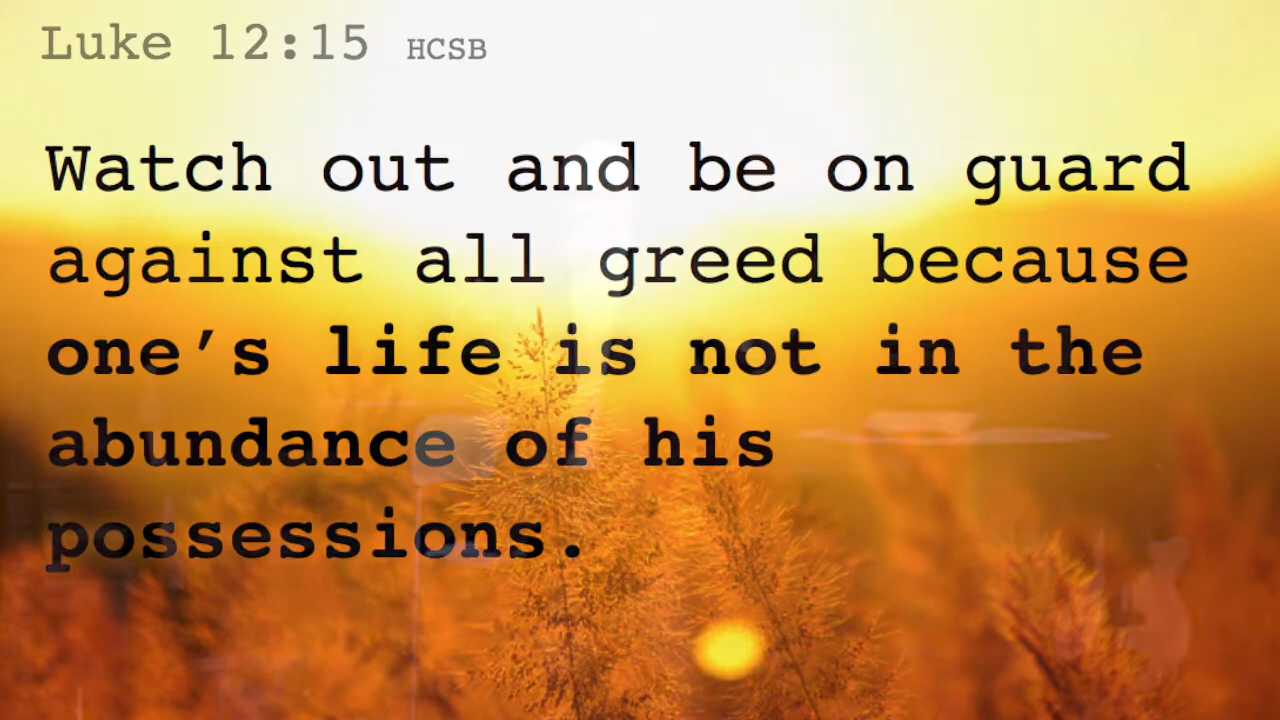 Luke 12:15 HCSB
Watch out and be on guard
against all greed because
one’s life is not in the
abundance of his
possessions.